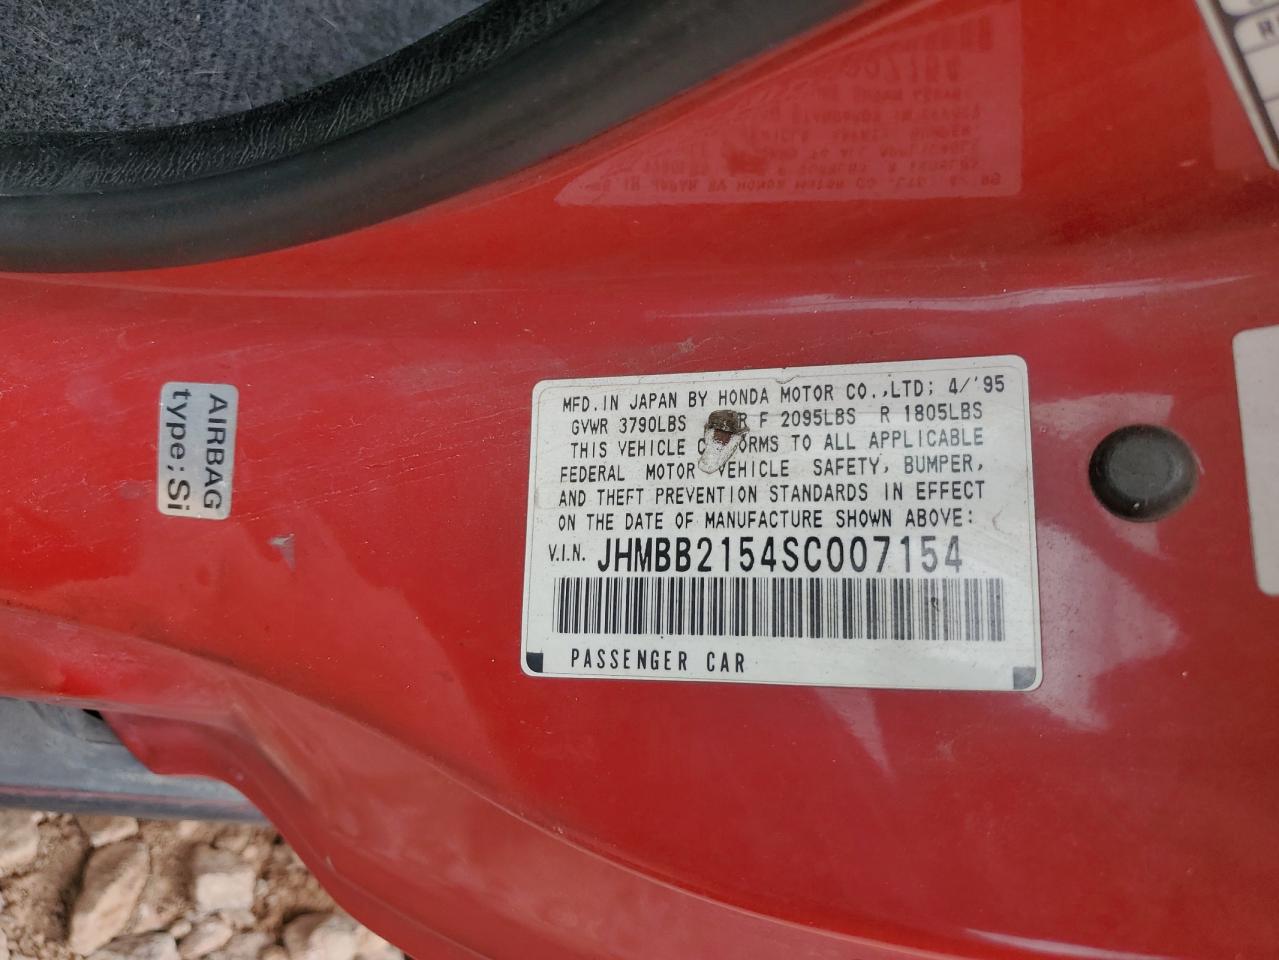 MFD. IN JAPAN BY HONDA MOTOR CO.,LTD; 4/'95
GVWR 3790LBS F 2095LBS R 1805LBS
THIS VEHICLE TO ALL APPLICABLE
FEDERAL MOTOR VEHICLE SAFETY, BUMPER,
AND THEFT PREVENTION STANDARDS IN EFFECT
ON THE DATE OF MANUFACTURE SHOWN ABOVE:
V.I.N. JHMBB2154SC007154
PASSENGER CAR
AIRBAG
type:Si